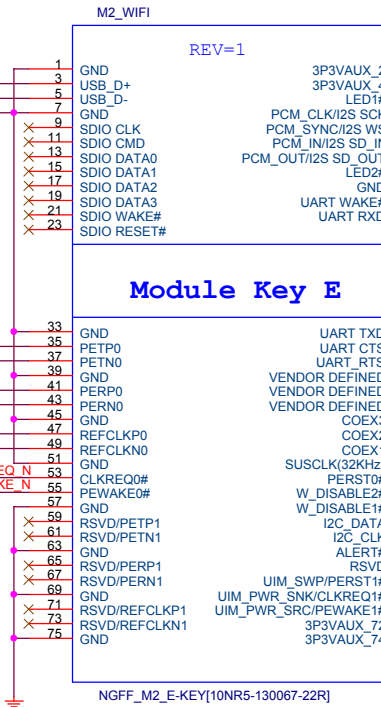 M2_WIFI
REV=1
1 GND 3P3VAUX_2
3 USB_D+ 3P3VAUX_4
5 USB_D- LED1#
7 GND PCM_CLK/I2S SCK
9 SDIO CLK PCM_SYNC/I2S WS
11 SDIO CMD PCM_IN/I2S SD_IN
13 SDIO DATA0 PCM_OUT/I2S SD_OUT
15 SDIO DATA1 LED2#
17 SDIO DATA2 GND
19 SDIO DATA3 UART WAKE#
21 SDIO WAKE# UART RXD
23 SDIO RESET#
Module Key E
33 GND UART TXD
35 PETP0 UART CTS
37 PETN0 UART_RTS
39 GND VENDOR DEFINED
41 PERP0 VENDOR DEFINED
43 PERN0 VENDOR DEFINED
45 GND COEX3
47 REFCLKP0 COEX2
49 REFCLKN0 COEX1
51 GND SUSCLK(32KHz
EQ_N 53 CLKREQ0# PERST0#
KE_N 55 PEWAKE0# W_DISABLE2#
57 GND W_DISABLE1#
59 RSVD/PETP1 I2C_DATA
61 RSVD/PETN1 I2C_CLK
63 GND ALERT#
65 RSVD/PERP1 RSVD
67 RSVD/PERN1 UIM_SWP/PERST1#
69 GND UIM_PWR_SNK/CLKREQ1#
71 RSVD/REFCLKP1 UIM_PWR_SRC/PEWAKE1#
73 RSVD/REFCLKN1 3P3VAUX_72
75 GND 3P3VAUX_74
NGFF_M2_E-KEY[10NR5-130067-22R]